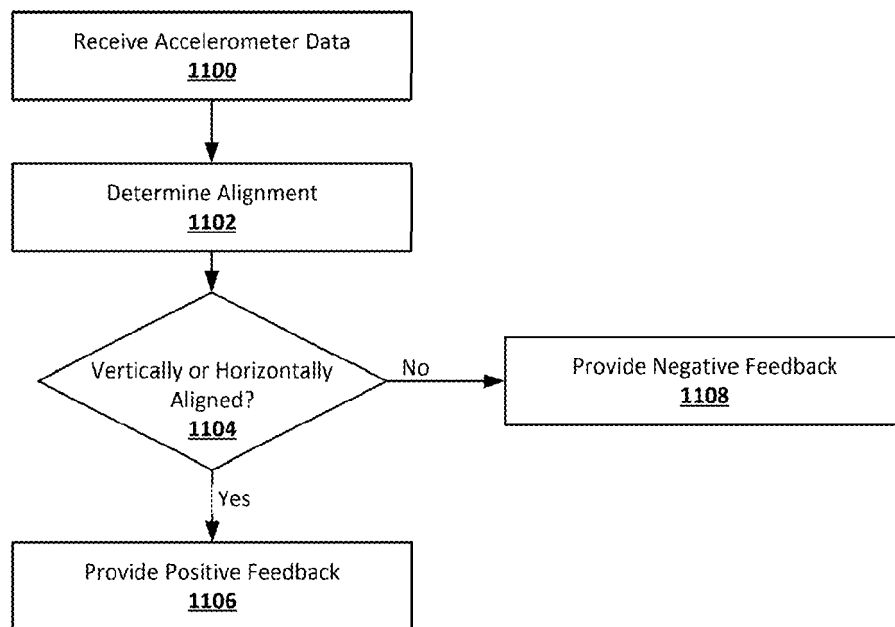 Receive Accelerometer Data
1100
Determine Alignment
1102
Vertically or Horizontally
Aligned?
1104
No
Provide Negative Feedback
1108
Yes
Provide Positive Feedback
1106